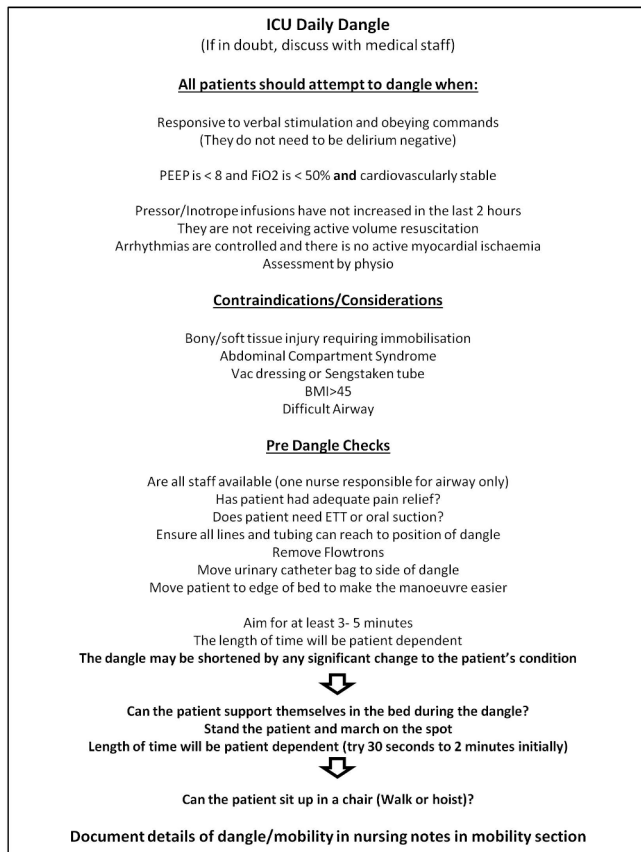 ICU Daily Dangle
(If in doubt, discuss with medical staff)
All patients should attempt to dangle when:
Responsive to verbal stimulation and obeying commands
(They do not need to be delirium negative)
PEEP is < 8 and FiO2 is < 50% and cardiovascularly stable
Pressor/Inotrope infusions have not increased in the last 2 hours
They are not receiving active volume resuscitation
Arrhythmias are controlled and there is no active myocardial ischaemia
Assessment by physio
Contraindications/Considerations
Bony/soft tissue injury requiring immobilisation
Abdominal Compartment Syndrome
Vac dressing or Sengstaken tube
BMI>45
Difficult Airway
Pre Dangle Checks
Are all staff available (one nurse responsible for airway only)
Has patient had adequate pain relief?
Does patient need ETT or oral suction?
Ensure all lines and tubing can reach to position of dangle
Remove Flowtrons
Move urinary catheter bag to side of dangle
Move patient to edge of bed to make the manoeuvre easier
Aim for at least 3- 5 minutes
The length of time will be patient dependent
The dangle may be shortened by any significant change to the patient's condition
Can the patient support themselves in the bed during the dangle?
Stand the patient and march on the spot
Length of time will be patient dependent (try 30 seconds to 2 minutes initially)
Can the patient sit up in a chair (Walk or hoist)?
Document details of dangle/mobility in nursing notes in mobility section